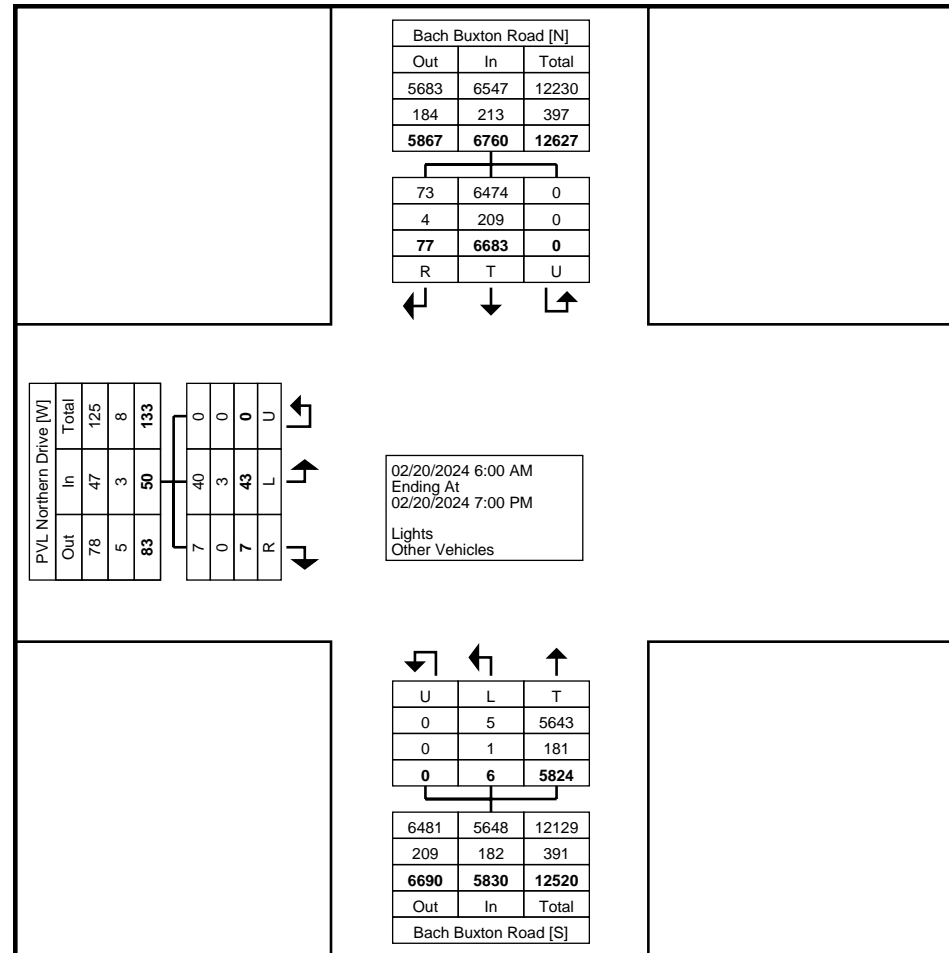 Bach Buxton Road [N]
Out In Total
5683 6547 12230
184 213 397
5867 6760 12627
73 6474 0
4 209 0
77 6683 0
R T U
PVL Northern Drive [W]
Out In Total
78 47 125
5 3 8
83 50 133
7 40 0
0 3 0
7 43 0
R L U
02/20/2024 6:00 AM
Ending At
02/20/2024 7:00 PM
Lights
Other Vehicles
U L T
0 5 5643
0 1 181
0 6 5824
6481 5648 12129
209 182 391
6690 5830 12520
Out In Total
Bach Buxton Road [S]